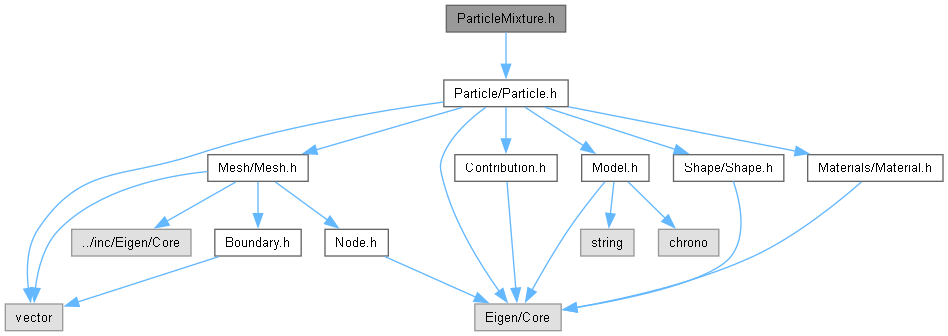 ParticleMixture.h
Particle/Particle.h
Mesh/Mesh.h
Contribution.h
Model.h
Shape/Shape.h
Materials/Material.h
../inc/Eigen/Core
Boundary.h
Node.h
string
chrono
vector
Eigen/Core